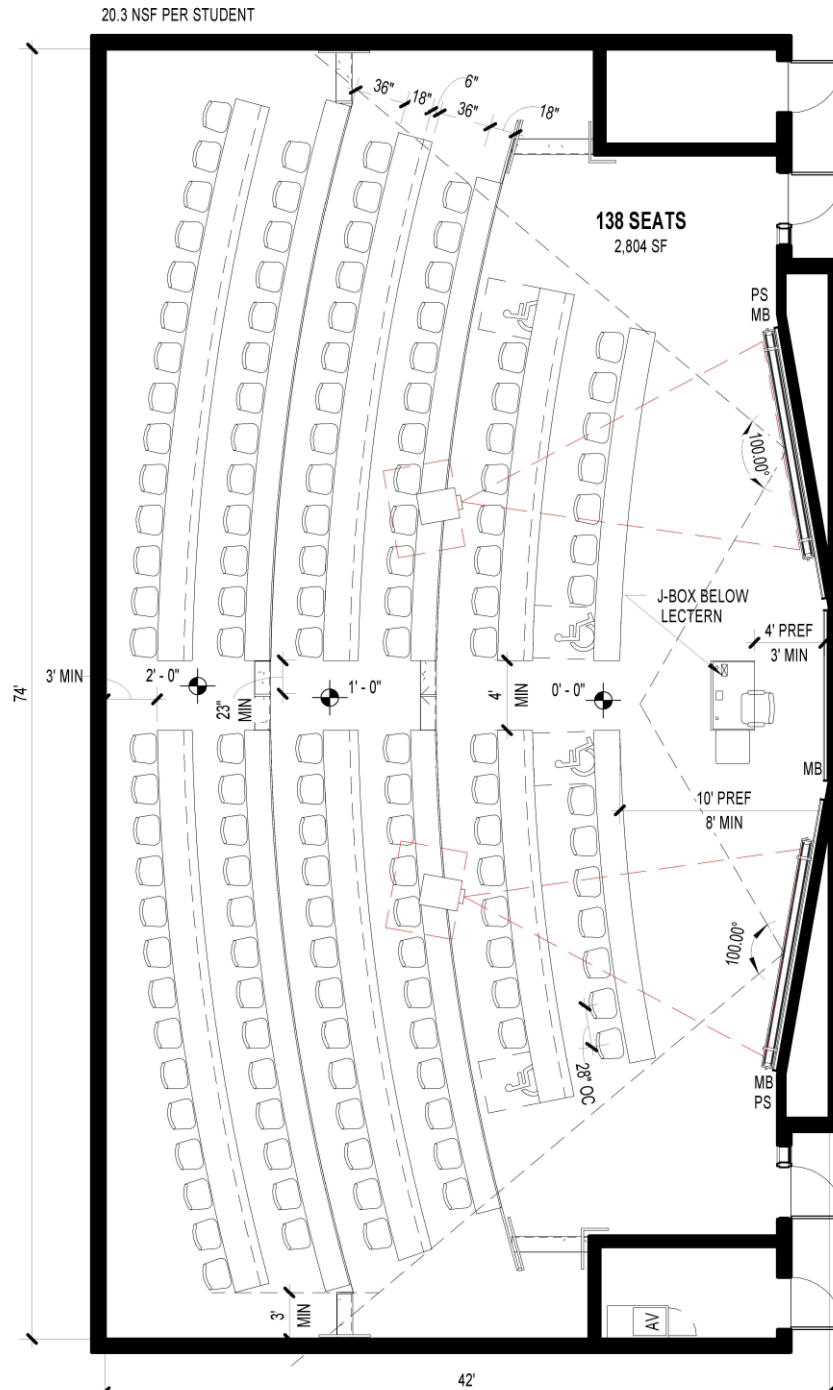 20.3 NSF PER STUDENT
36"
18"
6"
36"
18"
138 SEATS
2,804 SF
PS
MB
100.00°
J-BOX BELOW
LECTERN
4' PREF
3' MIN
3' MIN
2' - 0"
23"
MIN
1' - 0"
4'
MIN
0' - 0"
74'
MB
10' PREF
8' MIN
100.00°
28" OC
MB
PS
3'
MIN
AV
42'